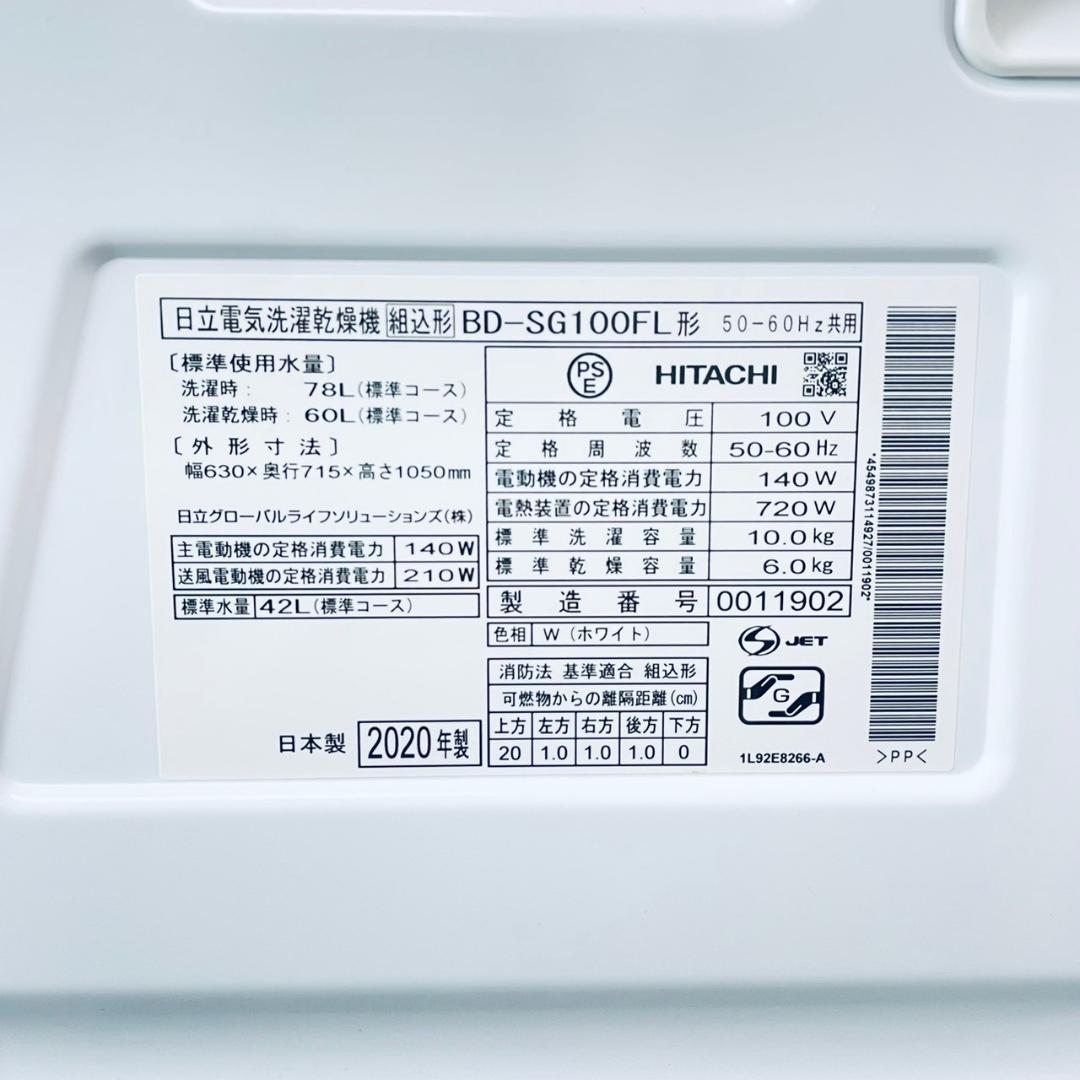 日立電気洗濯乾燥機 組込形 BD-SG100FL形 50-60Hz共用
〔標準使用水量〕
洗濯時： 78L(標準コース)
洗濯乾燥時： 60L(標準コース)
〔外形寸法〕
幅630×奥行715×高さ1050mm
日立グローバルライフソリューションズ(株)
主電動機の定格消費電力 140W
送風電動機の定格消費電力 210W
標準水量 42L(標準コース)
日本製 2020年製
PSE HITACHI
定格電圧 100V
定格周波数 50-60Hz
電動機の定格消費電力 140W
電熱装置の定格消費電力 720W
標準洗濯容量 10.0kg
標準乾燥容量 6.0kg
製造番号 0011902
色相 W(ホワイト)
消防法 基準適合 組込形
可燃物からの離隔距離(cm)
上方 左方 右方 後方 下方
20 1.0 1.0 1.0 0
S JET
G
1L92E8266-A
*4549873114927/0011902*
>PP<